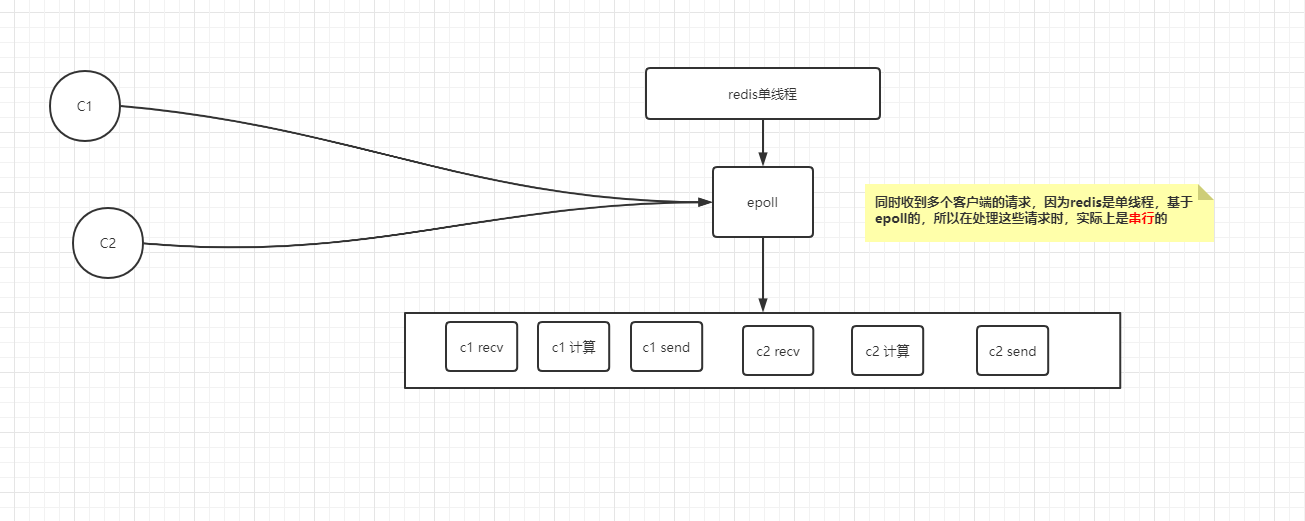 C1
redis单线程
epoll
同时收到多个客户端的请求，因为redis是单线程，基于
epoll的，所以在处理这些请求时，实际上是串行的
C2
c1 recv
c1 计算
c1 send
c2 recv
c2 计算
c2 send